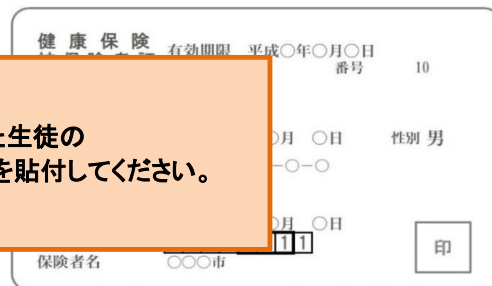 健康保険
有効期限 平成○年○月○日
番号 10
生徒の
を貼付してください。
○月 ○日 性別 男
-○-○
○月 ○日
11
保険者名 ○○○市
印